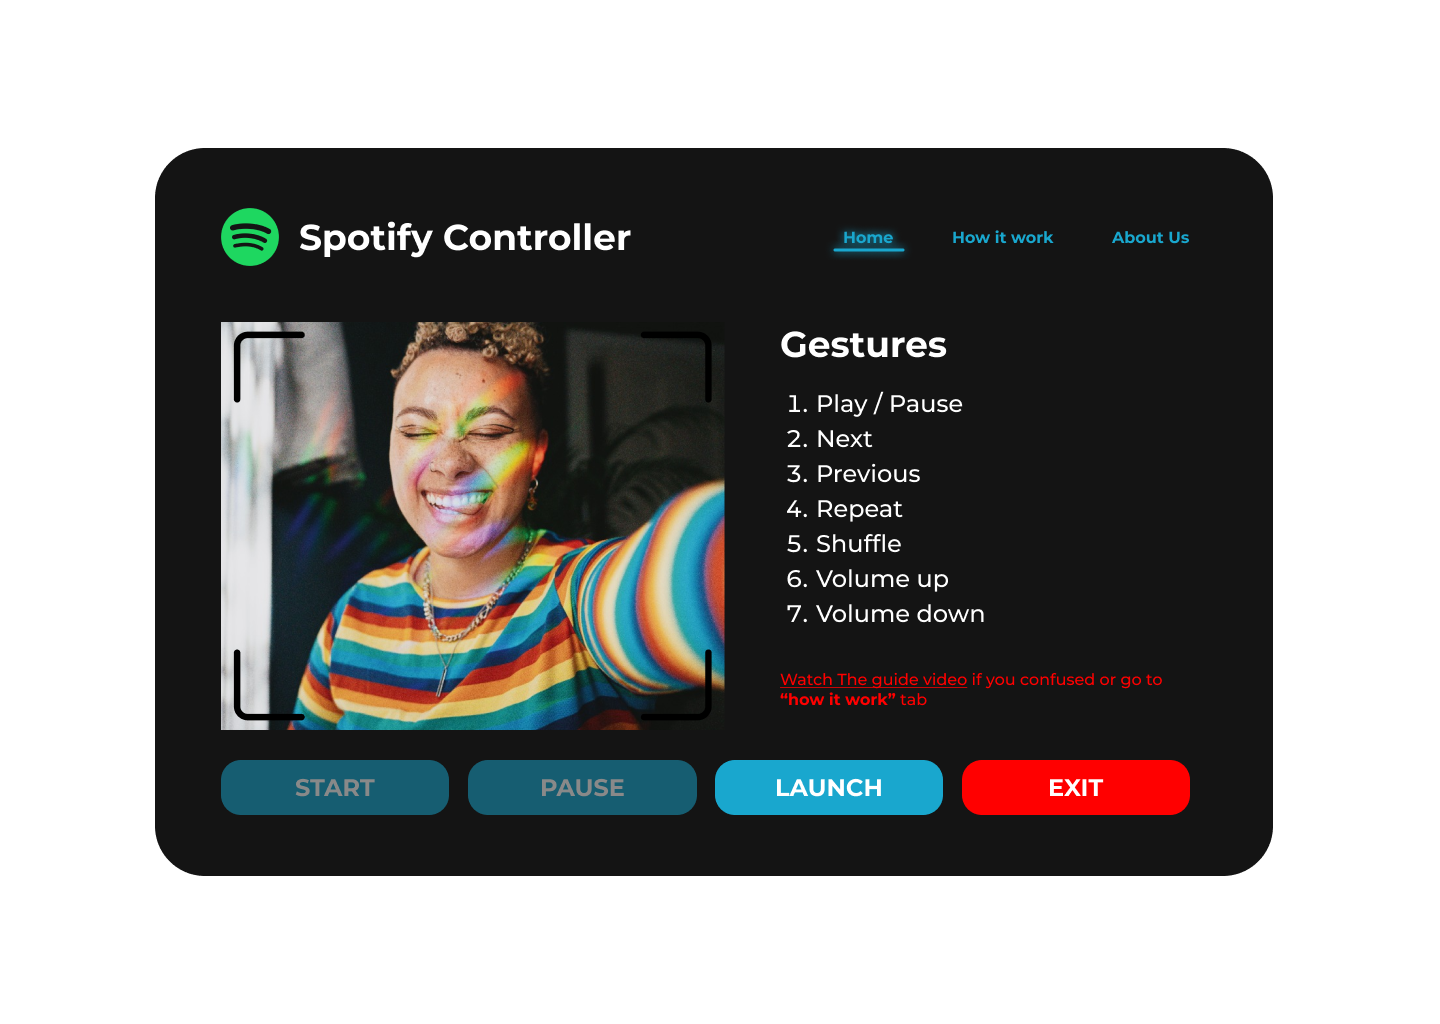 Spotify Controller
Home
How it work
About Us
Gestures
1. Play / Pause
2. Next
3. Previous
4. Repeat
5. Shuffle
6. Volume up
7. Volume down
Watch The guide video if you confused or go to
“how it work” tab
START
PAUSE
LAUNCH
EXIT